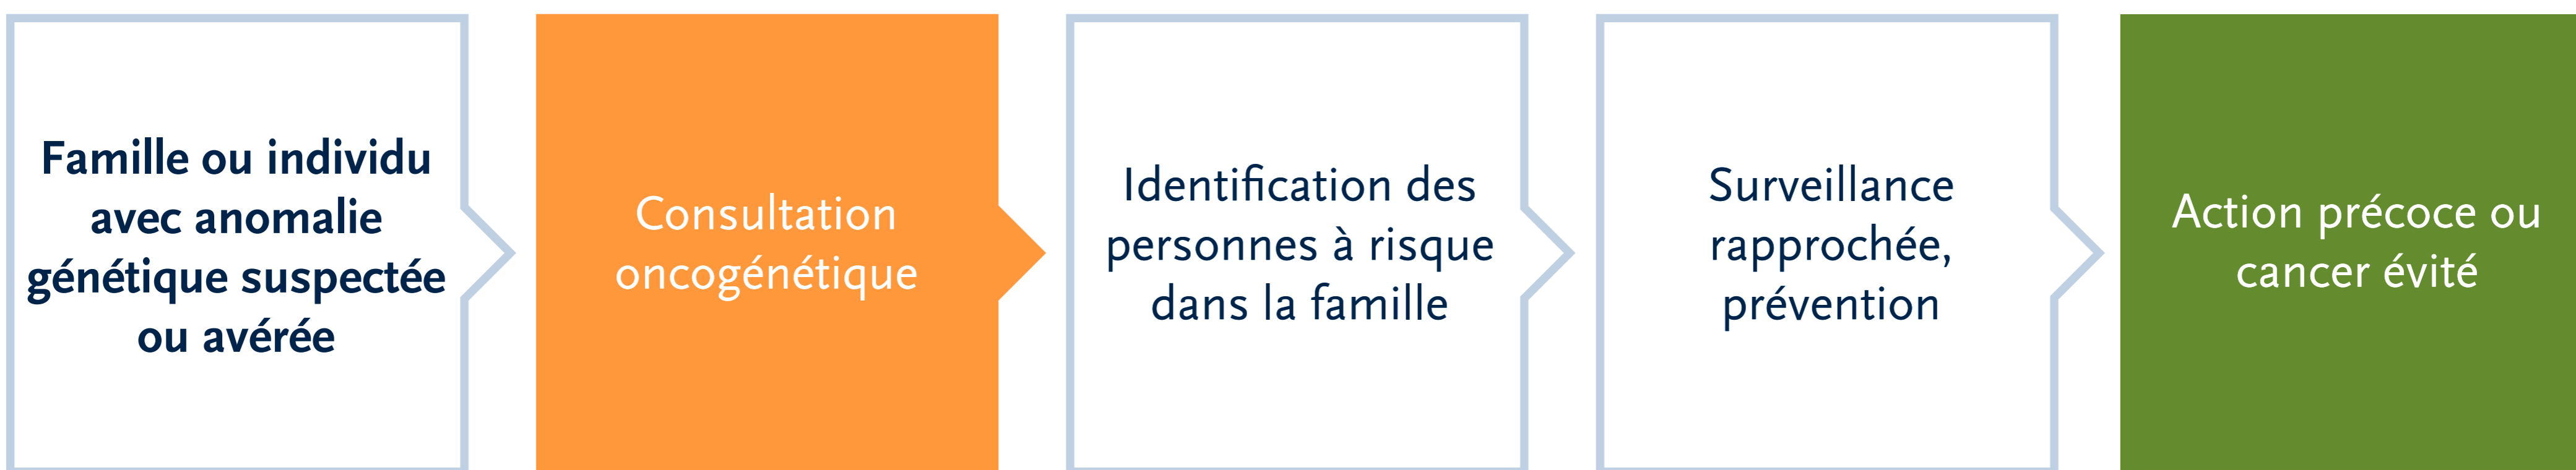 Famille ou individu
avec anomalie
génétique suspectée
ou avérée
Consultation
oncogénétique
Identification des
personnes à risque
dans la famille
Surveillance
rapprochée,
prévention
Action précoce ou
cancer évité